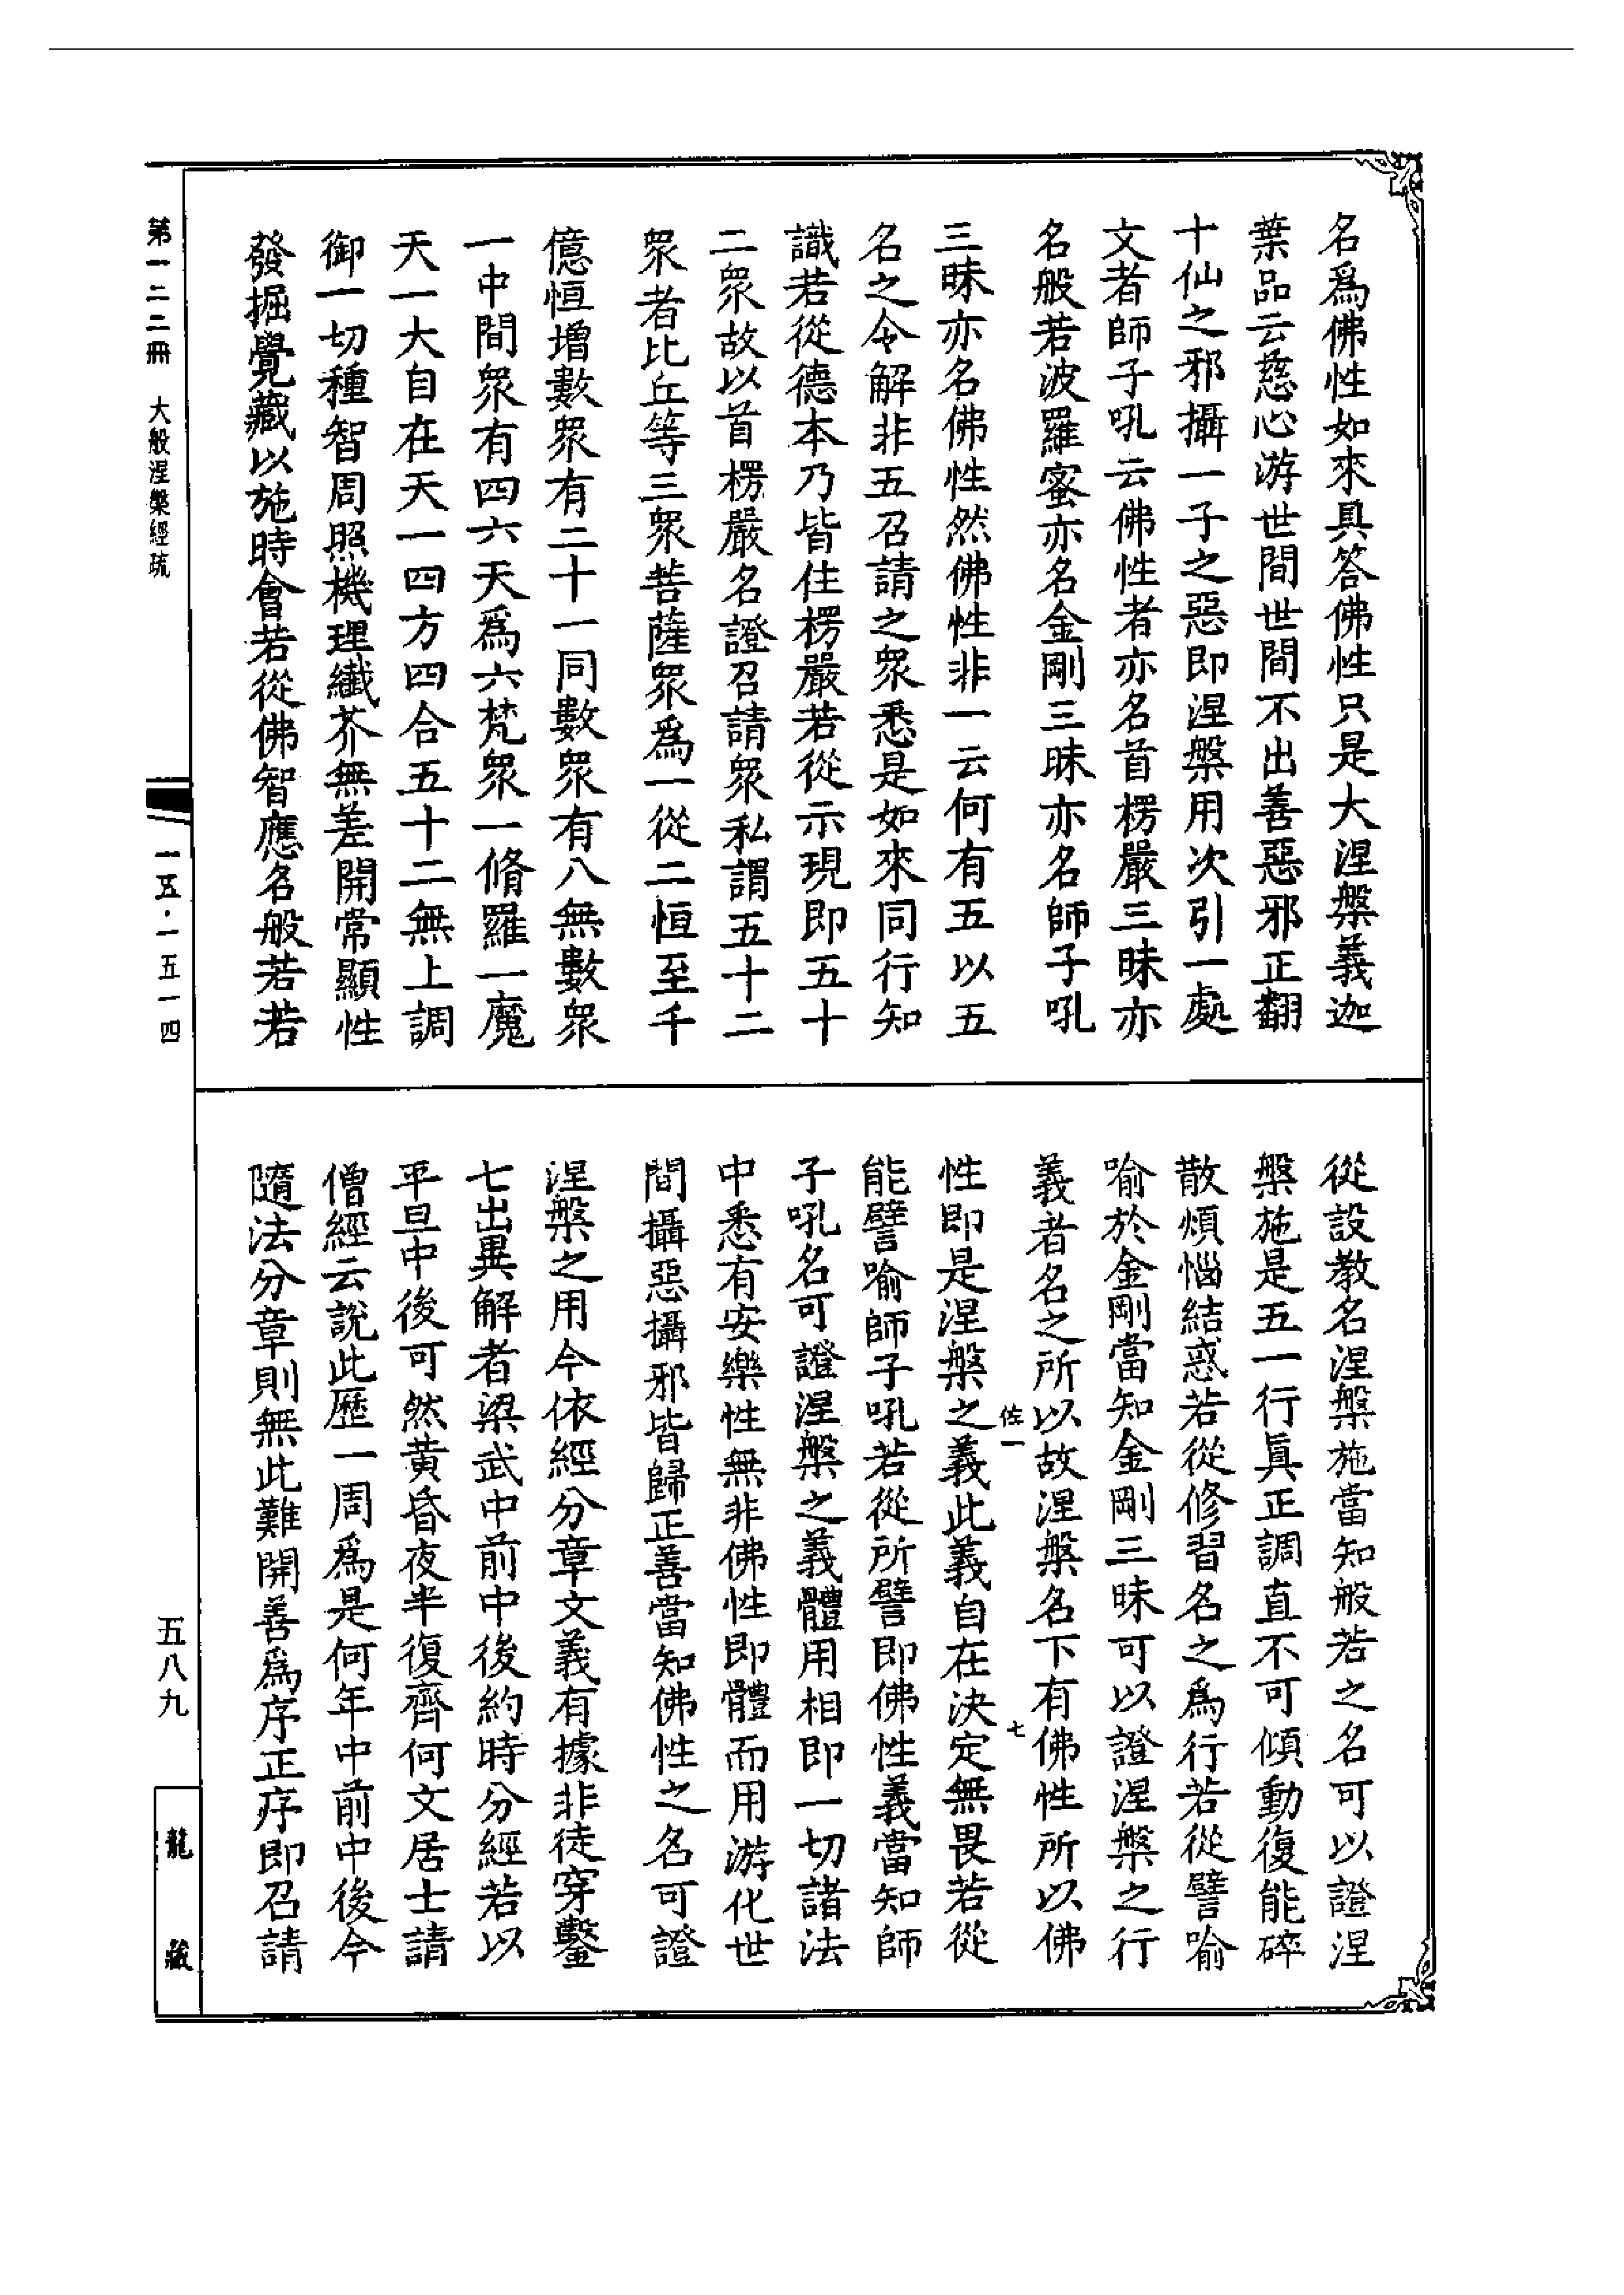 名爲佛性如來真答佛性只是大涅槃義迦
葉品云慈心游世間世間不出善惡邪正翻
十仙之邪攝一子之惡即涅槃用次引一處
文者師子吼云佛性者亦名首楞嚴三昧亦
名般若波羅蜜亦名金剛三昧亦名師子吼
三昧亦名佛性然佛性非一云何有五以五
名之令解非五召請之眾悉是如來同行知
識若從德本乃皆住楞嚴若從示現即五十
二眾故以首楞嚴名證召請眾私謂五十二
眾者比丘等三眾菩薩眾爲一從二恒至千
億恒增數眾有二十一同數眾有八無數眾
一中間眾有四六天爲六梵眾一脩羅一魔
天一大自在天一四方四合五十二無上調
御一切種智周照機理纖芥無差開常顯性
發掘覺藏以施時會若從佛智應名般若若
從設教名涅槃施當知般若之名可以證涅
槃施是五一行真正調直不可傾動復能碎
散煩惱結惑若從修習名之爲行若從譬喻
喻於金剛當知金剛三昧可以證涅槃之行
義者名之所以故涅槃名下有佛性所以佛
佐一
七
性即是涅槃之義此義自在決定無畏若從
能譬喻師子吼若從所譬即佛性義當知師
子吼名可證涅槃之義體用相即一切諸法
中悉有安樂性無非佛性即體而用游化世
間攝惡攝邪皆歸正善當知佛性之名可證
涅槃之用今依經分章文義有據非徒穿鑿
七出異解者梁武中前中後約時分經若以
平旦中後可然黃昏夜半復齊何文居士請
僧經云説此歷一周爲是何年中前中後今
隨法分章則無此難開善爲序正序即召請
第一二二冊 大般涅槃經疏
一五·一五一四
五八九
龍藏